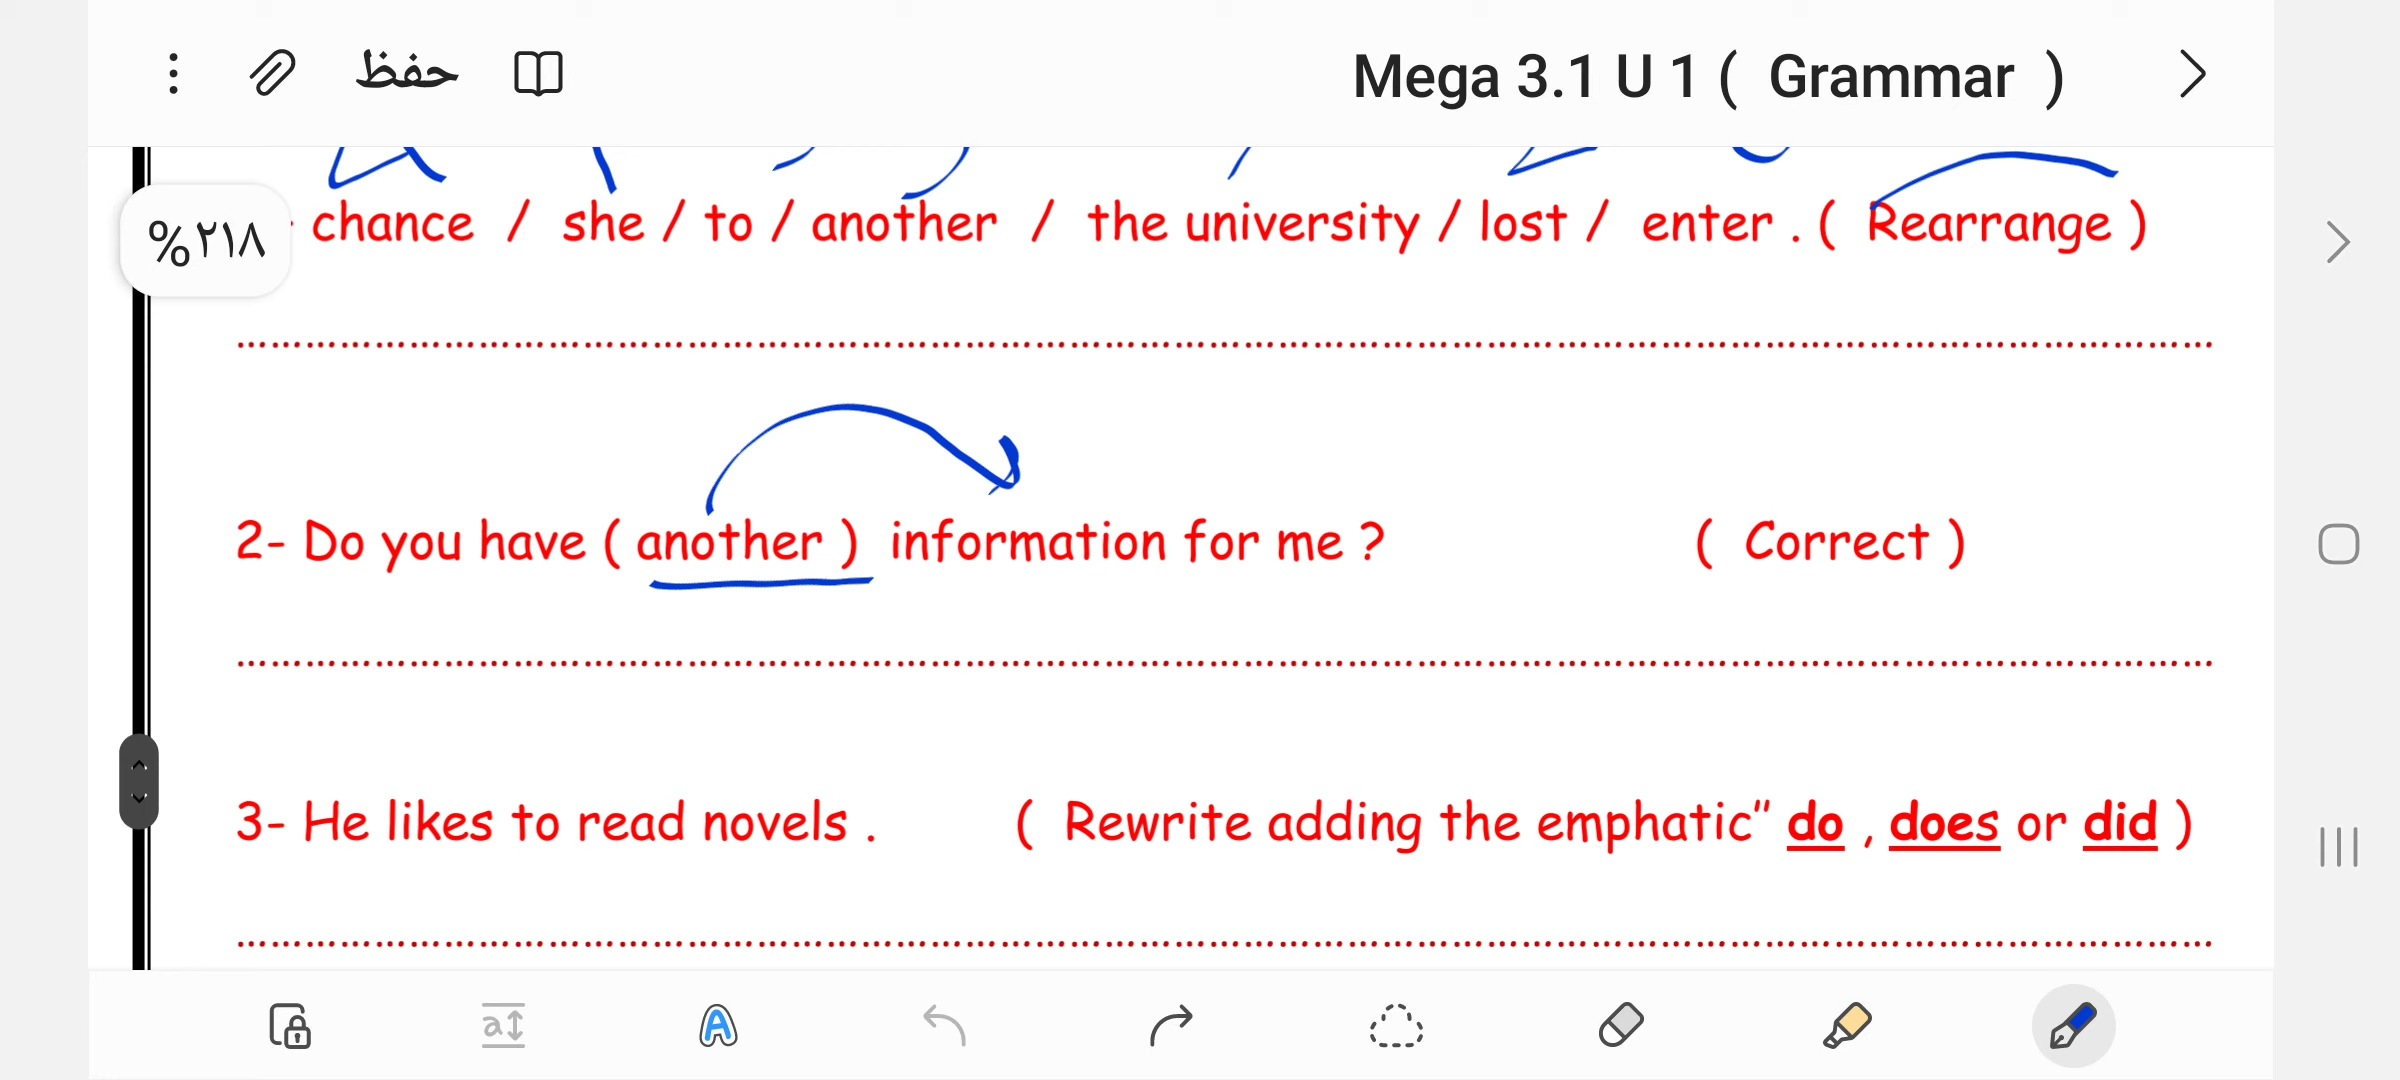 حفظ Mega 3.1 U 1 ( Grammar )
%٢١٨
chance / she / to / another / the university / lost / enter . ( Rearrange )
2- Do you have ( another ) information for me ? ( Correct )
3- He likes to read novels . ( Rewrite adding the emphatic" do , does or did )